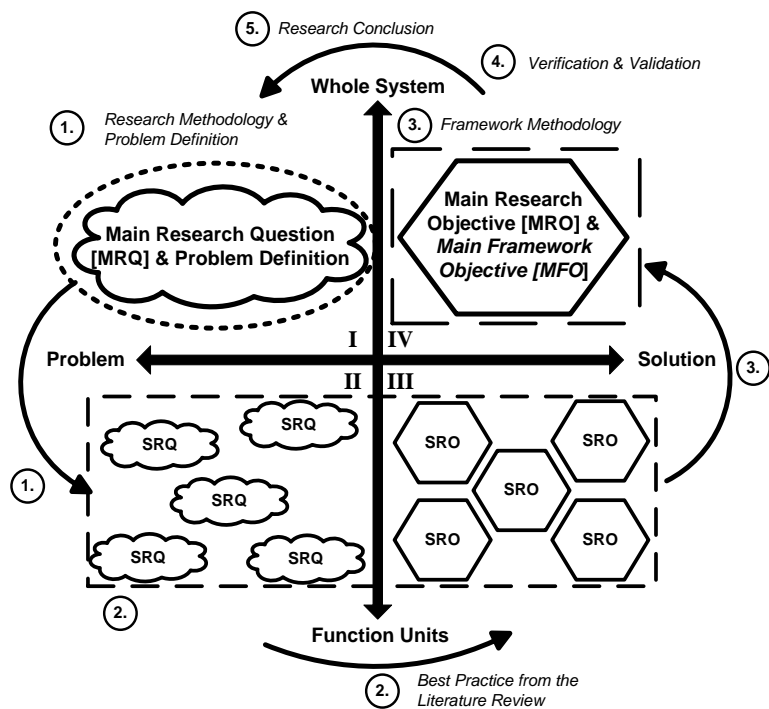 5. Research Conclusion
4. Verification & Validation
Whole System
1. Research Methodology &
Problem Definition
3. Framework Methodology
Main Research Question
[MRQ] & Problem Definition
Main Research
Objective [MRO] &
Main Framework
Objective [MFO]
I IV
Problem
Solution
3.
II III
SRQ
SRQ
SRO
SRO
SRQ
SRO
1.
SRQ
SRQ
SRO
SRO
2.
Function Units
2. Best Practice from the
Literature Review